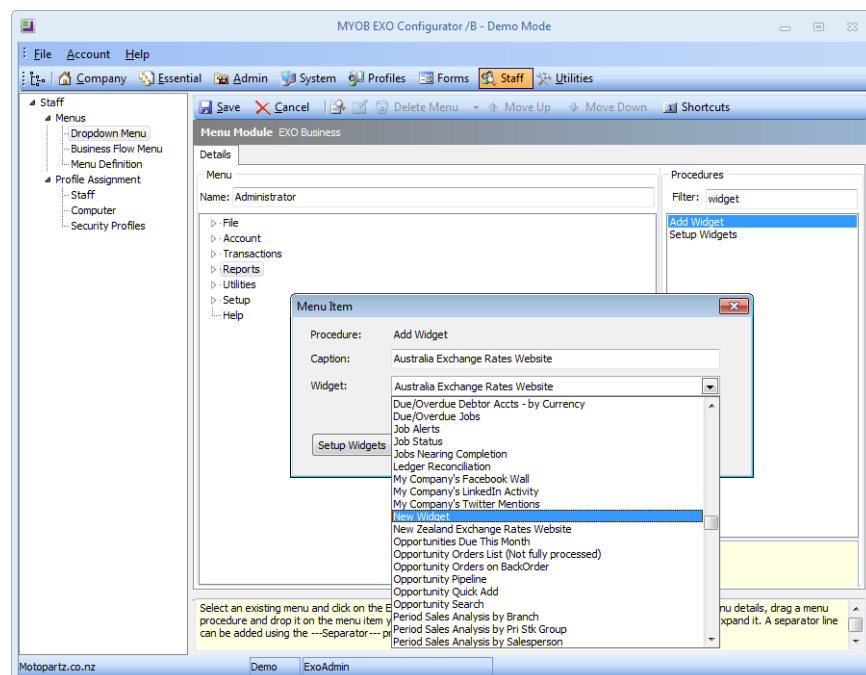 MYOB EXO Configurator /B - Demo Mode
File Account Help
Company Essential Admin System Profiles Forms Staff Utilities
Staff
Menus
Dropdown Menu
Business Flow Menu
Menu Definition
Profile Assignment
Staff
Computer
Security Profiles
Save Cancel Delete Menu Move Up Move Down Shortcuts
Menu Module EXO Business
Details
Menu
Name: Administrator
File
Account
Transactions
Reports
Utilities
Setup
Help
Procedures
Filter: widget
Add Widget
Setup Widgets
Menu Item
Procedure: Add Widget
Caption: Australia Exchange Rates Website
Widget: Australia Exchange Rates Website
Setup Widgets
Due/Overdue Debtor Accts - by Currency
Due/Overdue Jobs
Job Alerts
Job Status
Jobs Nearing Completion
Ledger Reconciliation
My Company's Facebook Wall
My Company's LinkedIn Activity
My Company's Twitter Mentions
New Widget
New Zealand Exchange Rates Website
Opportunities Due This Month
Opportunity Orders List (Not fully processed)
Opportunity Orders on BackOrder
Opportunity Pipeline
Opportunity Quick Add
Opportunity Search
Period Sales Analysis by Branch
Period Sales Analysis by Pri Stk Group
Period Sales Analysis by Salesperson
Select an existing menu and click on the E nu details, drag a menu
procedure and drop it on the menu item y xpand it. A separator line
can be added using the ---Separator--- pr
Motopartz.co.nz Demo ExoAdmin